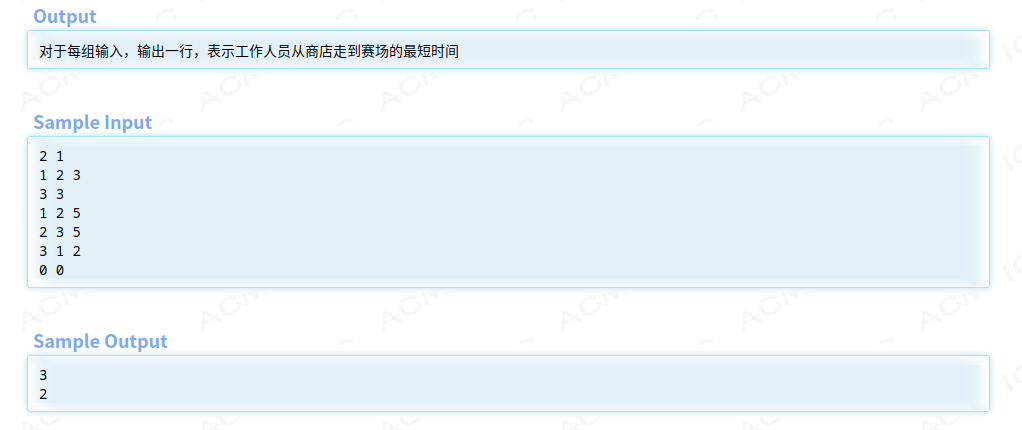 Output
对于每组输入，输出一行，表示工作人员从商店走到赛场的最短时间
Sample Input
2 1
1 2 3
3 3
1 2 5
2 3 5
3 1 2
0 0
Sample Output
3
2